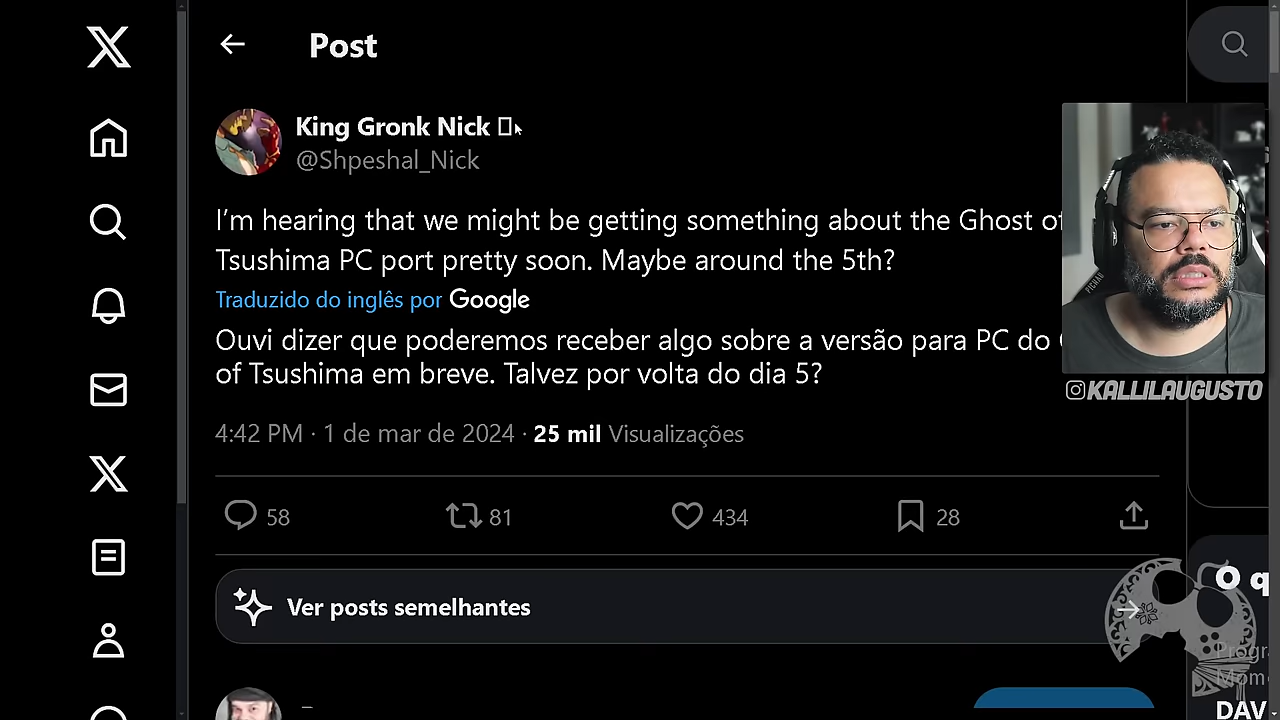 Post
King Gronk Nick
@Shpeshal_Nick
I'm hearing that we might be getting something about the Ghost of
Tsushima PC port pretty soon. Maybe around the 5th?
Traduzido do inglês por Google
Ouvi dizer que poderemos receber algo sobre a versão para PC do
of Tsushima em breve. Talvez por volta do dia 5?
4:42 PM · 1 de mar de 2024 · 25 mil Visualizações
58 81 434 28
Ver posts semelhantes
KALLILAUGUSTO
O q
Progr
Mom
DAV